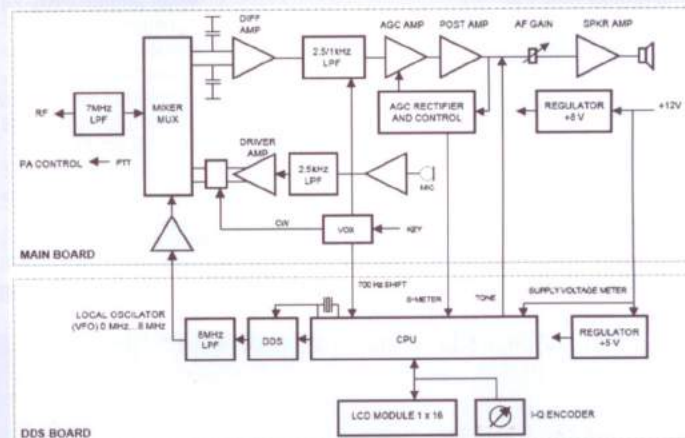 DIFF AMP
AGC AMP
POST AMP
AF GAIN
SPKR AMP
2.5/1kHz
LPF
MIXER
MUX
RF
7MHz
LPF
AGC RECTIFIER
AND CONTROL
REGULATOR
+8 V
+12V
PA CONTROL
PTT
DRIVER
AMP
2.5kHz
LPF
MIC
CW
VOX
KEY
MAIN BOARD
700 Hz SHIFT
S-METER
TONE
SUPPLY VOLTAGE METER
LOCAL OSCILATOR
(VFO) 0 MHz...8 MHz
8MHz
LPF
DDS
CPU
REGULATOR
+5 V
LCD MODULE 1 x 16
I-Q ENCODER
DDS BOARD